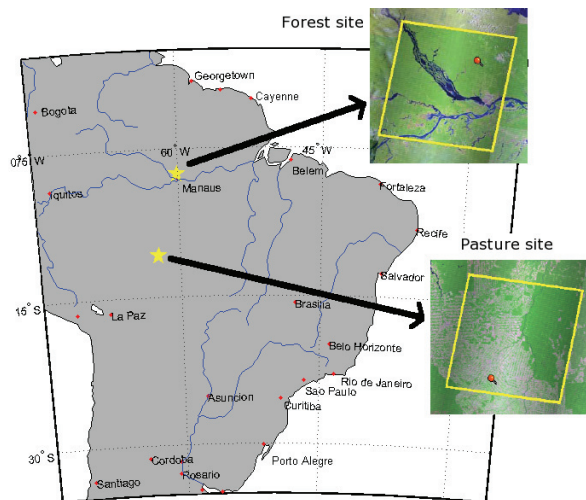 Forest site
Georgetown
Cayenne
Bogota
0° 75° W
60° W
45° W
Belem
Manaus
Iquitos
Fortaleza
Recife
Pasture site
Salvador
15° S
La Paz
Brasilia
Belo Horizonte
Rio de Janeiro
Sao Paulo
Asuncion
Curitiba
30° S
Cordoba
Porto Alegre
Rosario
Santiago